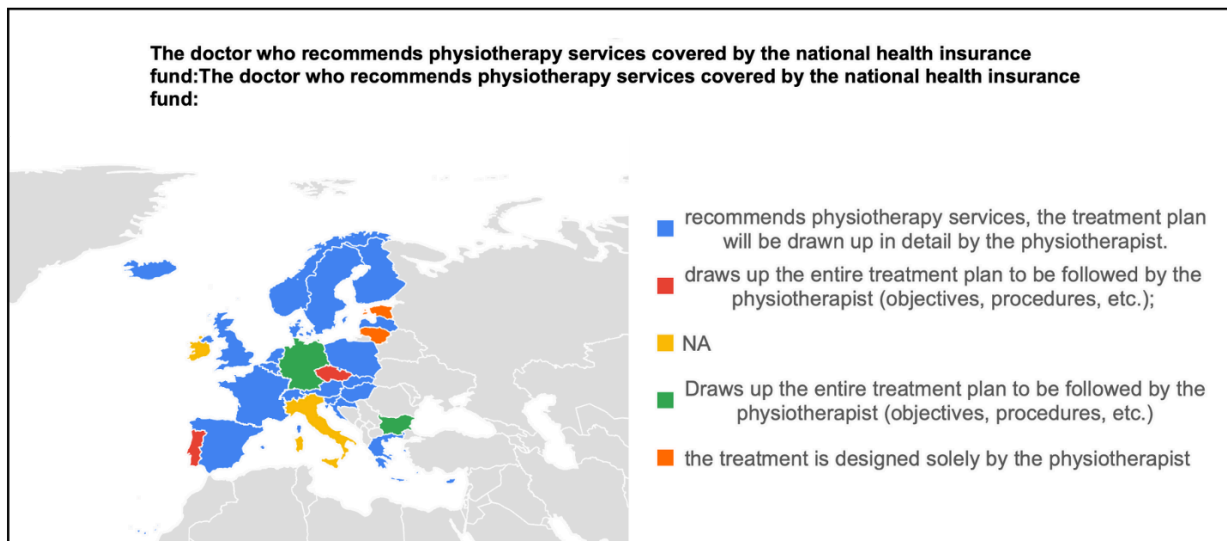 The doctor who recommends physiotherapy services covered by the national health insurance
fund:The doctor who recommends physiotherapy services covered by the national health insurance
fund:
recommends physiotherapy services, the treatment plan
will be drawn up in detail by the physiotherapist.
draws up the entire treatment plan to be followed by the
physiotherapist (objectives, procedures, etc.);
NA
Draws up the entire treatment plan to be followed by the
physiotherapist (objectives, procedures, etc.)
the treatment is designed solely by the physiotherapist